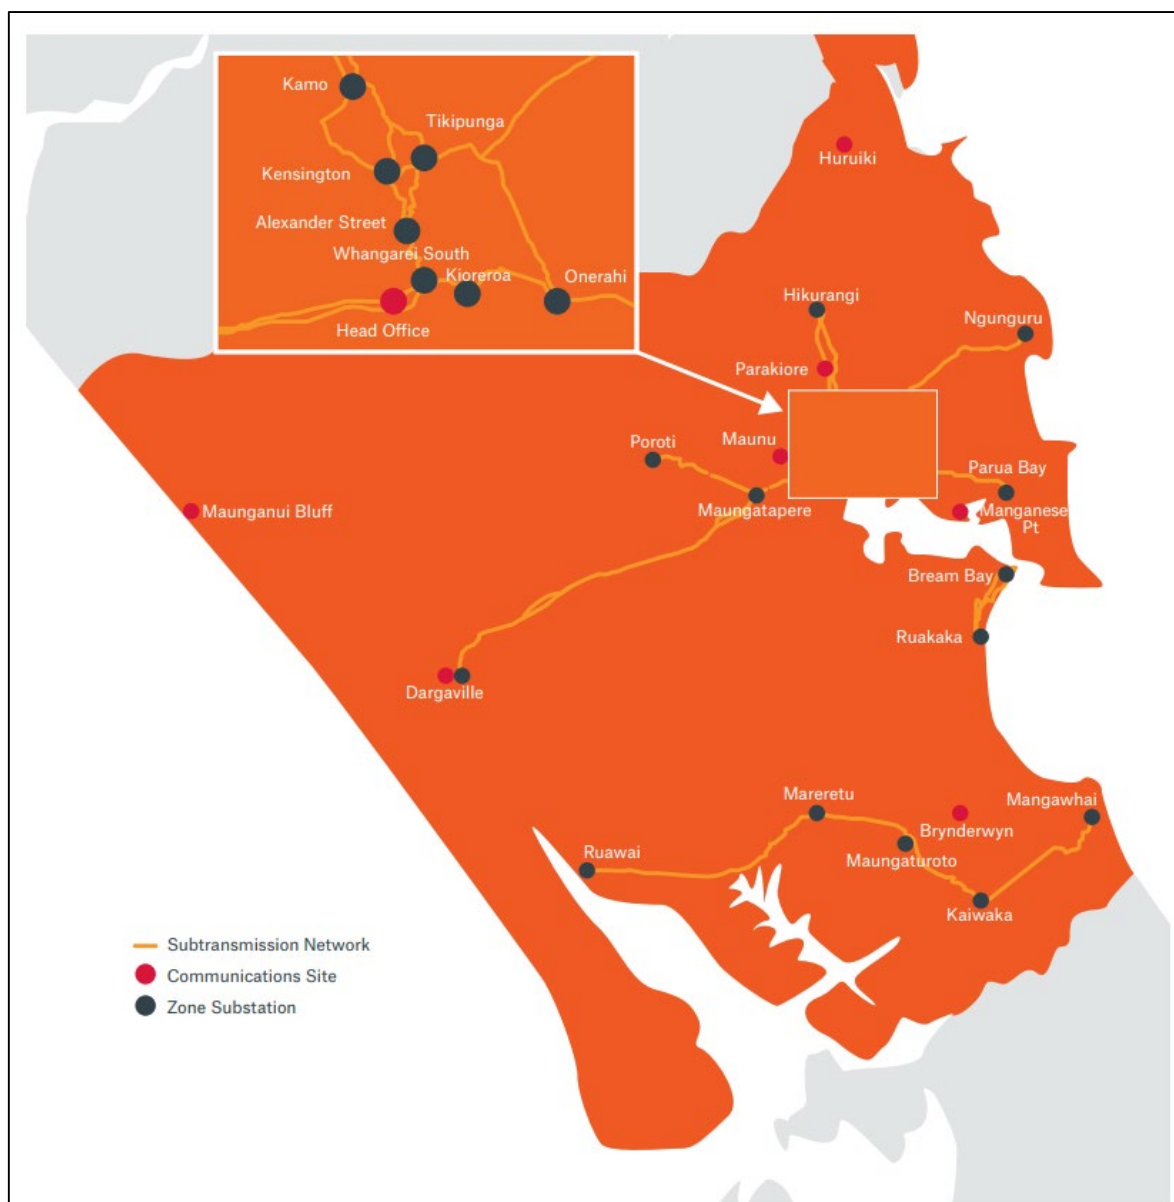 Kamo
Tikipunga
Kensington
Alexander Street
Whangarei South
Kioreroa
Onerahi
Head Office
Huruiki
Hikurangi
Ngunguru
Parakiore
Poroti
Maunu
Parua Bay
Maungatapere
Manganese
Pt
Maunganui Bluff
Bream Bay
Ruakaka
Dargaville
Mareretu
Mangawhai
Brynderwyn
Ruawai
Maungaturoto
Kaiwaka
Subtransmission Network
Communications Site
Zone Substation